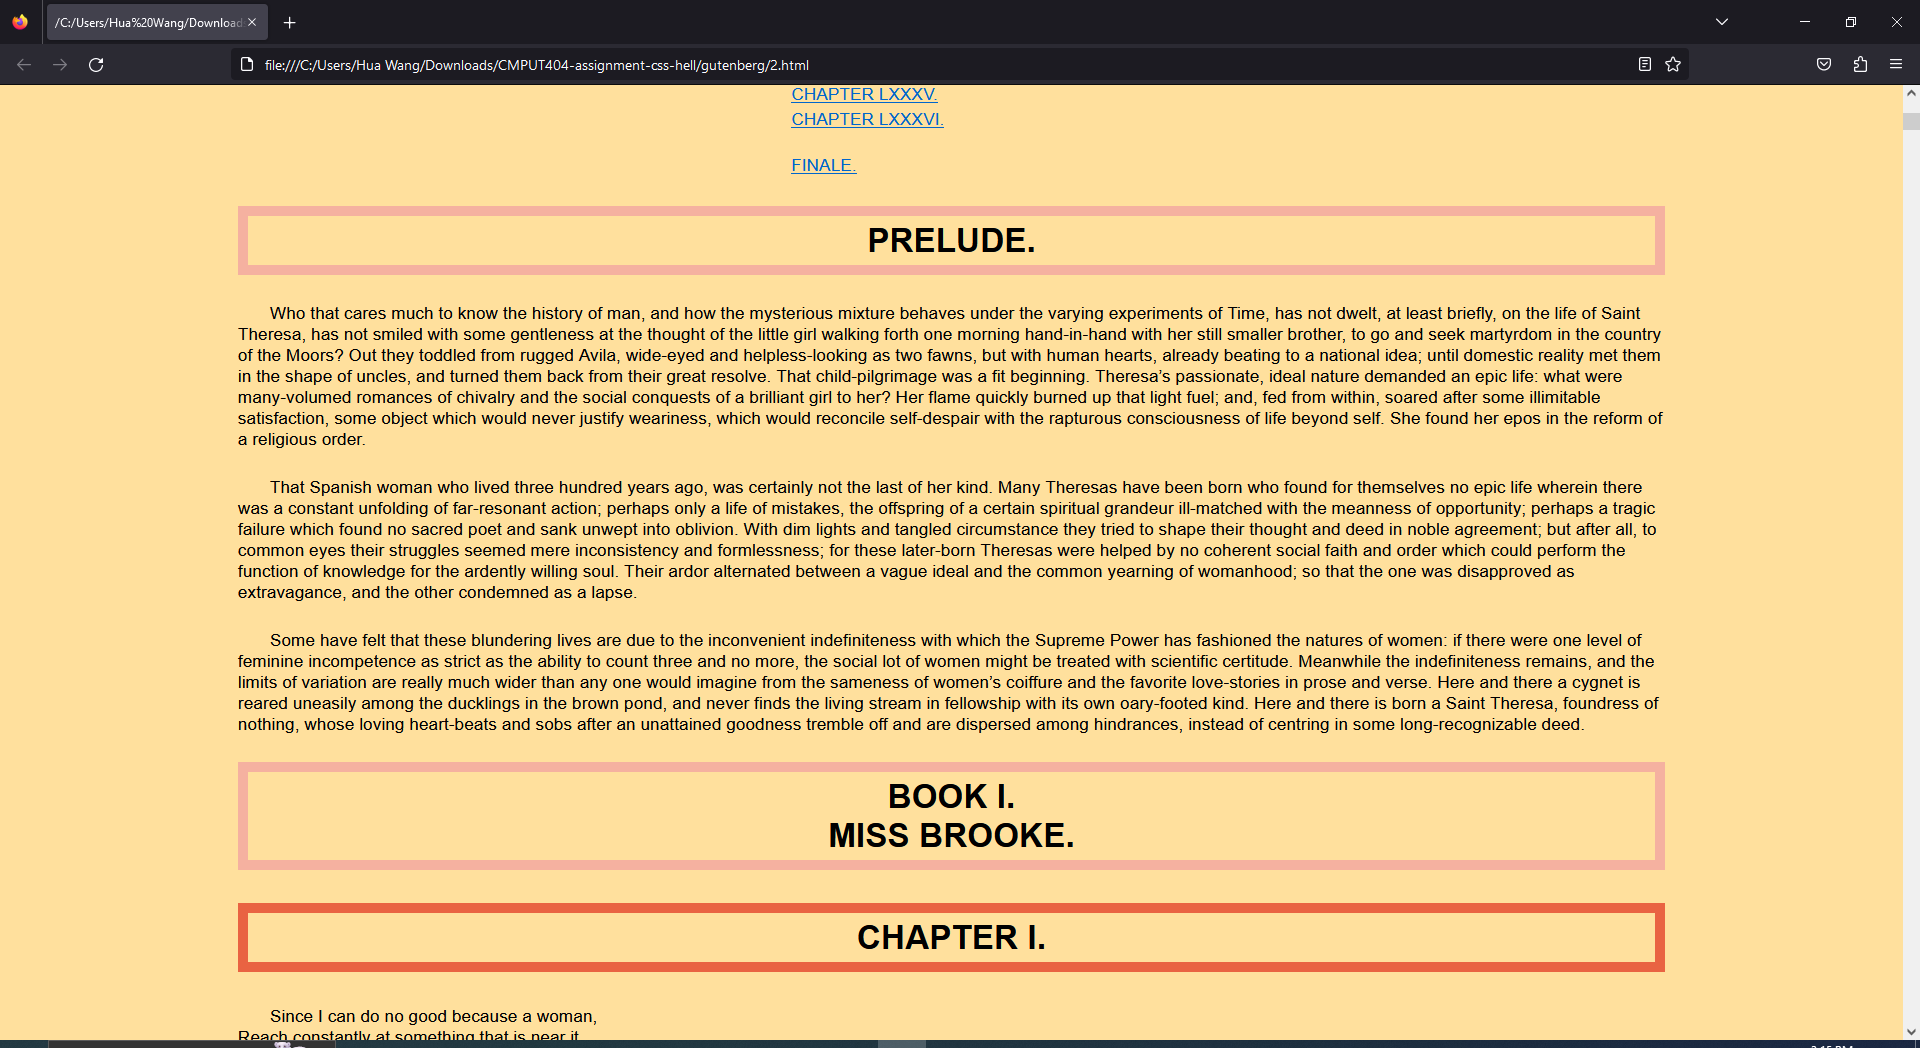 /C:/Users/Hua%20Wang/Download
file:///C:/Users/Hua Wang/Downloads/CMPUT404-assignment-css-hell/gutenberg/2.html
CHAPTER LXXXV.
CHAPTER LXXXVI.
FINALE.
PRELUDE.
Who that cares much to know the history of man, and how the mysterious mixture behaves under the varying experiments of Time, has not dwelt, at least briefly, on the life of Saint
Theresa, has not smiled with some gentleness at the thought of the little girl walking forth one morning hand-in-hand with her still smaller brother, to go and seek martyrdom in the country
of the Moors? Out they toddled from rugged Avila, wide-eyed and helpless-looking as two fawns, but with human hearts, already beating to a national idea; until domestic reality met them
in the shape of uncles, and turned them back from their great resolve. That child-pilgrimage was a fit beginning. Theresa’s passionate, ideal nature demanded an epic life: what were
many-volumed romances of chivalry and the social conquests of a brilliant girl to her? Her flame quickly burned up that light fuel; and, fed from within, soared after some illimitable
satisfaction, some object which would never justify weariness, which would reconcile self-despair with the rapturous consciousness of life beyond self. She found her epos in the reform of
a religious order.
That Spanish woman who lived three hundred years ago, was certainly not the last of her kind. Many Theresas have been born who found for themselves no epic life wherein there
was a constant unfolding of far-resonant action; perhaps only a life of mistakes, the offspring of a certain spiritual grandeur ill-matched with the meanness of opportunity; perhaps a tragic
failure which found no sacred poet and sank unwept into oblivion. With dim lights and tangled circumstance they tried to shape their thought and deed in noble agreement; but after all, to
common eyes their struggles seemed mere inconsistency and formlessness; for these later-born Theresas were helped by no coherent social faith and order which could perform the
function of knowledge for the ardently willing soul. Their ardor alternated between a vague ideal and the common yearning of womanhood; so that the one was disapproved as
extravagance, and the other condemned as a lapse.
Some have felt that these blundering lives are due to the inconvenient indefiniteness with which the Supreme Power has fashioned the natures of women: if there were one level of
feminine incompetence as strict as the ability to count three and no more, the social lot of women might be treated with scientific certitude. Meanwhile the indefiniteness remains, and the
limits of variation are really much wider than any one would imagine from the sameness of women’s coiffure and the favorite love-stories in prose and verse. Here and there a cygnet is
reared uneasily among the ducklings in the brown pond, and never finds the living stream in fellowship with its own oary-footed kind. Here and there is born a Saint Theresa, foundress of
nothing, whose loving heart-beats and sobs after an unattained goodness tremble off and are dispersed among hindrances, instead of centring in some long-recognizable deed.
BOOK I.
MISS BROOKE.
CHAPTER I.
Since I can do no good because a woman,
Reach constantly at something that is near it.